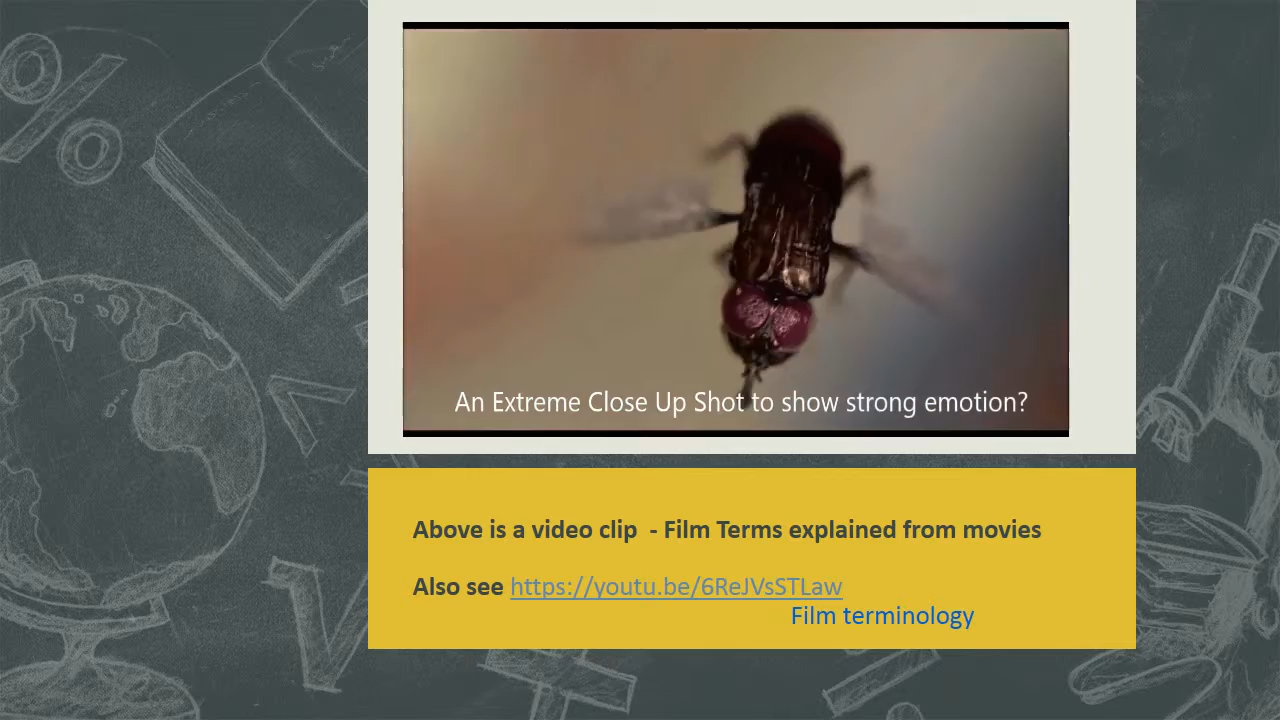 An Extreme Close Up Shot to show strong emotion?
Above is a video clip - Film Terms explained from movies
Also see https://youtu.be/6ReJVsSTLaw
Film terminology